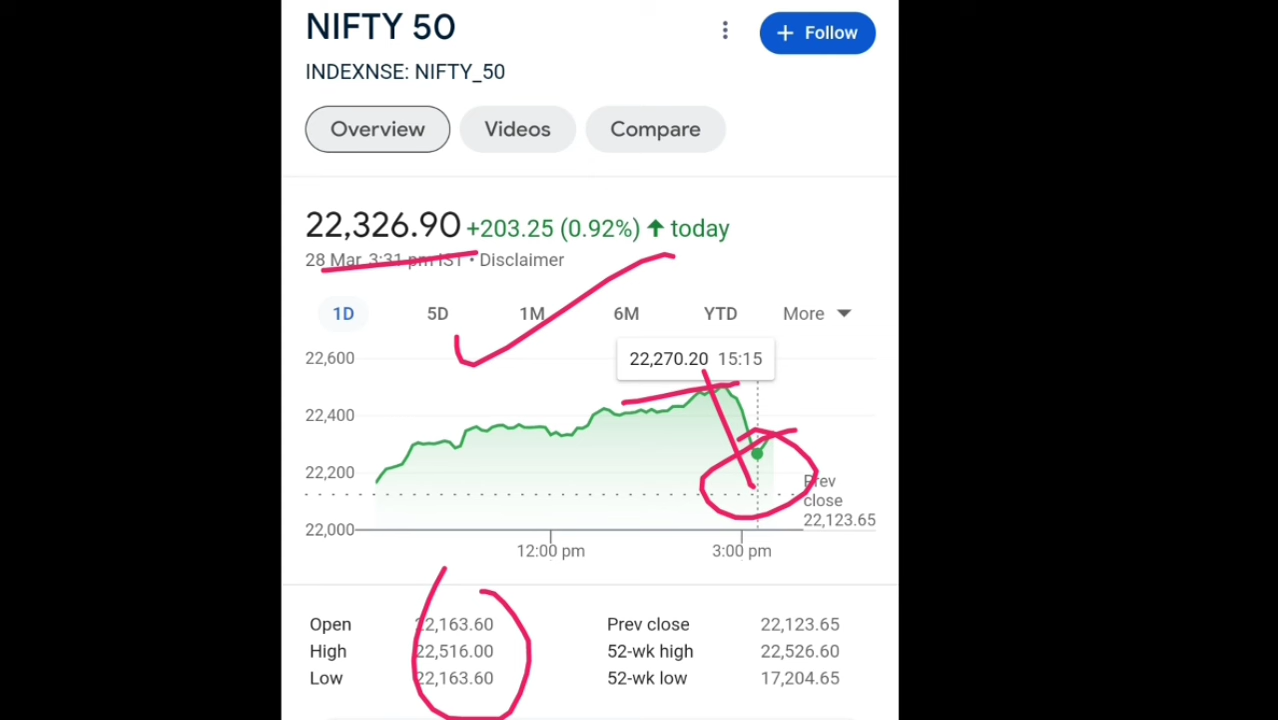 NIFTY 50
+ Follow
INDEXNSE: NIFTY_50
Overview Videos Compare
22,326.90 +203.25 (0.92%) ↑ today
28 Mar, 3:31 pm IST • Disclaimer
1D 5D 1M 6M YTD More
22,270.20 15:15
22,600
22,400
22,200
22,000
Prev
close
22,123.65
12:00 pm 3:00 pm
Open 22,163.60 Prev close 22,123.65
High 22,516.00 52-wk high 22,526.60
Low 22,163.60 52-wk low 17,204.65